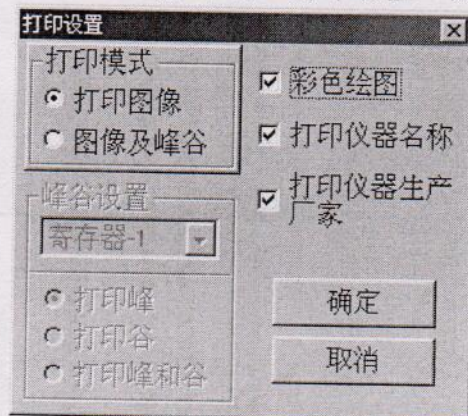 打印设置
打印模式
打印图像
图像及峰谷
峰谷设置
寄存器-1
打印峰
打印谷
打印峰和谷
彩色绘图
打印仪器名称
打印仪器生产
厂家
确定
取消